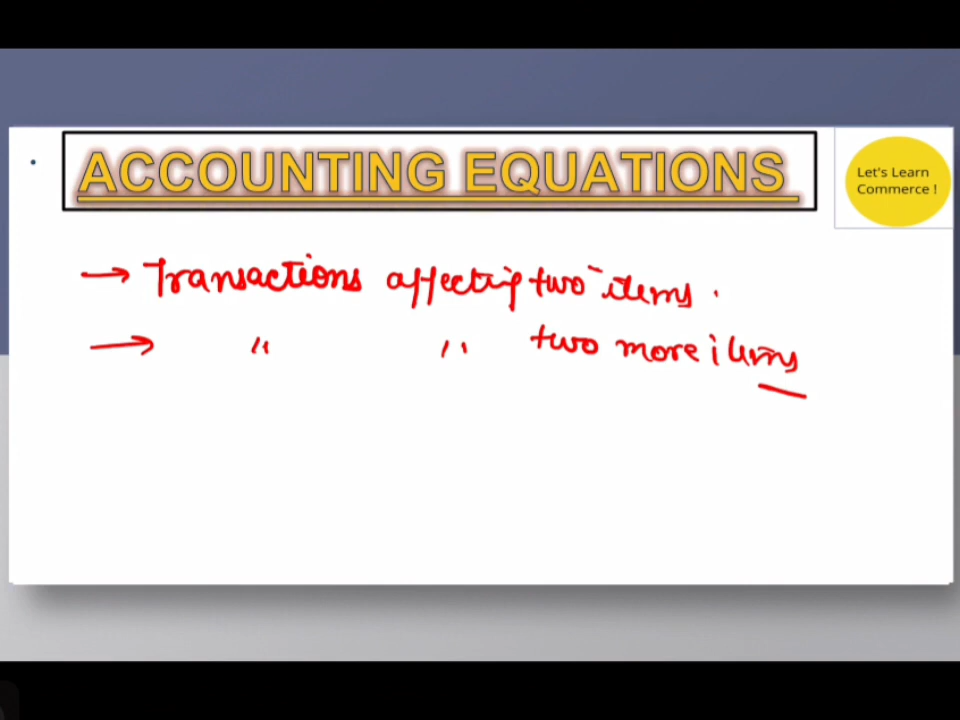 ACCOUNTING EQUATIONS
Let's Learn
Commerce !
→ Transactions affecting two items.
→ " " two more items